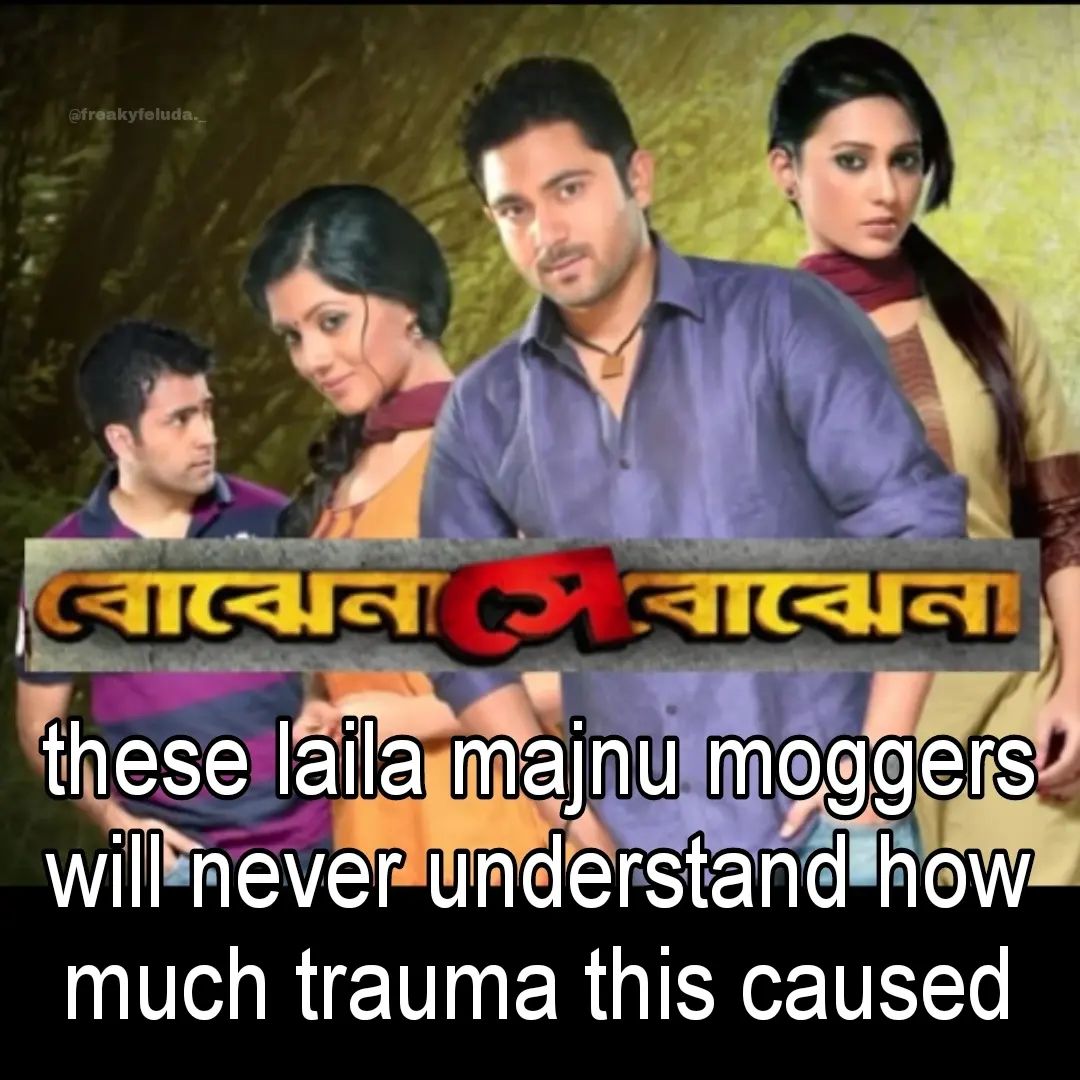 @freakyfeluda._
বোঝেনা সে বোঝেনা
these laila majnu moggers
will never understand how
much trauma this caused